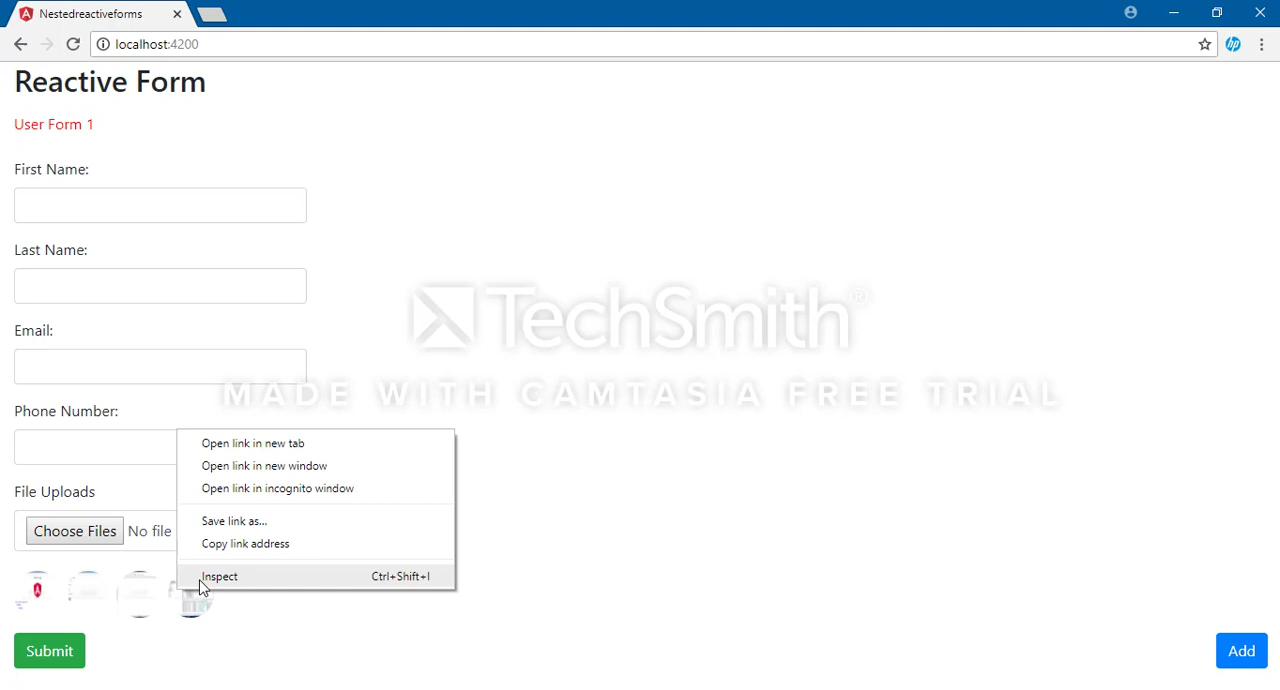 Nestedreactiveforms
localhost:4200
Reactive Form
User Form 1
First Name:
Last Name:
Email:
Phone Number:
File Uploads
Choose Files No file
Open link in new tab
Open link in new window
Open link in incognito window
Save link as...
Copy link address
Inspect Ctrl+Shift+I
Submit
Add
TechSmith®
MADE WITH CAMTASIA FREE TRIAL
hp